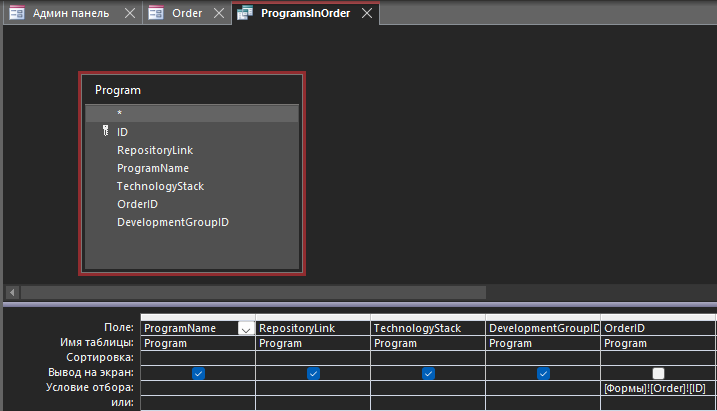 Админ панель Order ProgramsInOrder
Program
*
ID
RepositoryLink
ProgramName
TechnologyStack
OrderID
DevelopmentGroupID
Поле: ProgramName RepositoryLink TechnologyStack DevelopmentGroupID OrderID
Имя таблицы: Program Program Program Program Program
Сортировка:
Вывод на экран:
Условие отбора: [Формы]![Order]![ID]
или: